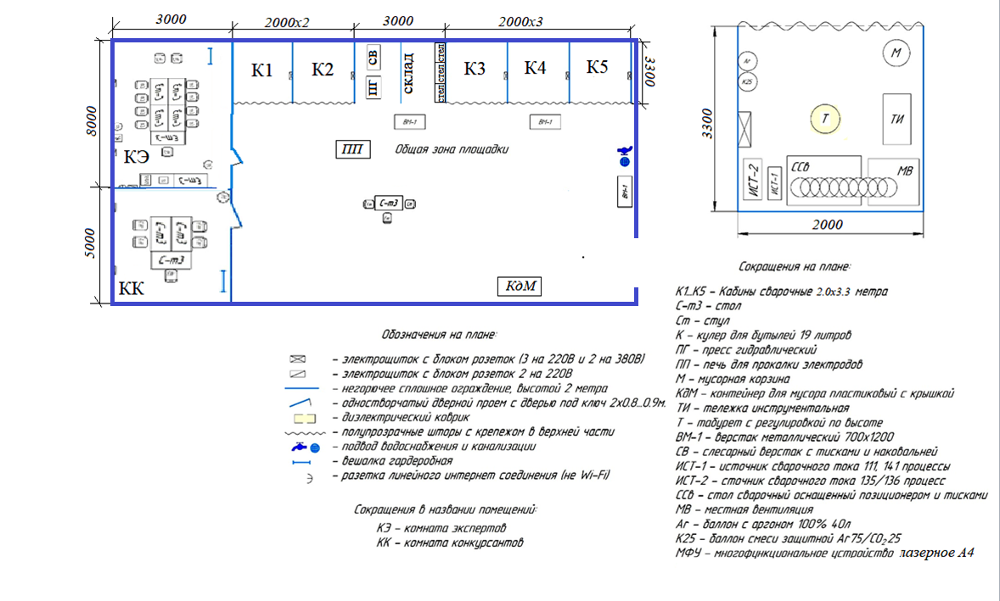 3000
2000x2
3000
2000x3
К1
К2
СВ
ПГ
склад
стел
стел
стел
стел
стел
стел
К3
К4
К5
3300
8000
С-т3
С-т3
КЭ
ВМ-1
ВМ-1
ПП
Общая зона площадки
ВМ-1
С-т3
5000
С-т3
С-т3
С-т3
КК
КдМ
3300
Аг
К25
М
Т
ТИ
ИСТ-2
ИСТ-1
ССв
МВ
2000
Обозначения на плане:
– электрощиток с блоком розеток (3 на 220В и 2 на 380В)
– электрощиток с блоком розеток 2 на 220В
– негорючее сплошное ограждение, высотой 2 метра
– одностворчатый дверной проем с дверью под ключ 2х0.8...0.9м.
– диэлектрический коврик
– полупрозрачные шторы с крепежом в верхней части
– подвод водоснабжения и канализации
– вешалка гардеробная
– разетка линейного интернет соединения (не Wi-Fi)
Сокращения в названии помещений:
КЭ – комната экспертов
КК – комната конкурсантов
Сокращения на плане:
К1..К5 – Кабины сварочные 2.0х3.3 метра
С-т3 – стол
Ст – стул
К – кулер для бутылей 19 литров
ПГ – пресс гидравлический
ПП – печь для прокалки электродов
М – мусорная корзина
КдМ – контейнер для мусора пластиковый с крышкой
ТИ – тележка инструментальная
Т – табурет с регулировкой по высоте
ВМ-1 – верстак металлический 700х1200
СВ – слесарный верстак с тисками и наковальней
ИСТ-1 – источник сварочного тока 111, 141 процессы
ИСТ-2 – сточник сварочного тока 135/136 процесс
ССв – стол сварочный оснащенный позиционером и тисками
МВ – местная вентиляция
Аг – баллон с аргоном 100% 40л
К25 – баллон смеси защитной Ar75/CO₂25
МФУ – многофункциональное устройство лазерное А4